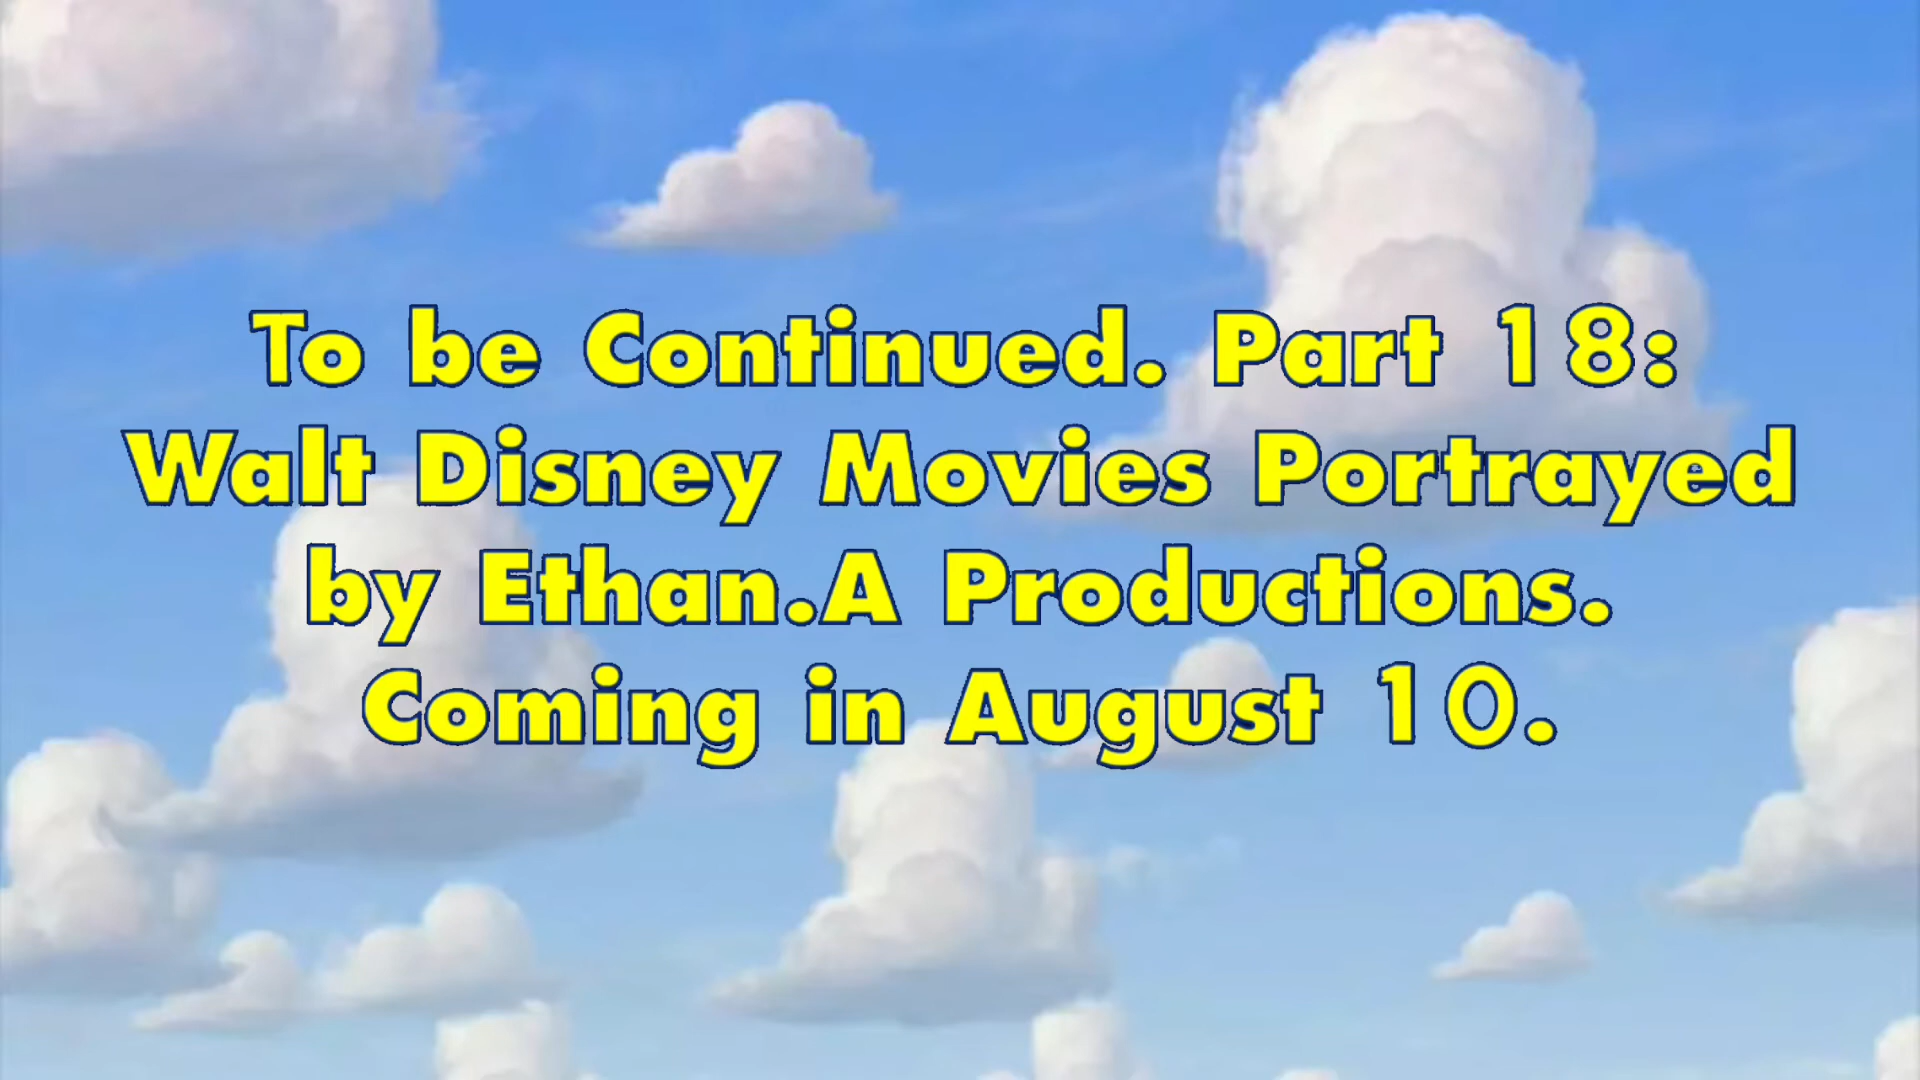 To be Continued. Part 18:
Walt Disney Movies Portrayed
by Ethan.A Productions.
Coming in August 10.